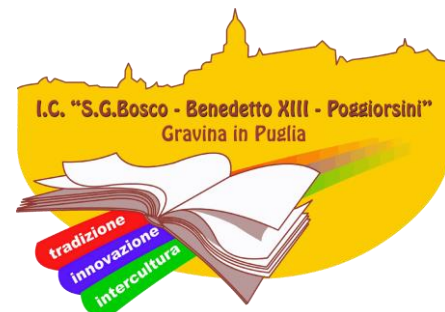 I.C. “S.G.Bosco - Benedetto XIII - Poggiorsini”
Gravina in Puglia
tradizione
innovazione
intercultura